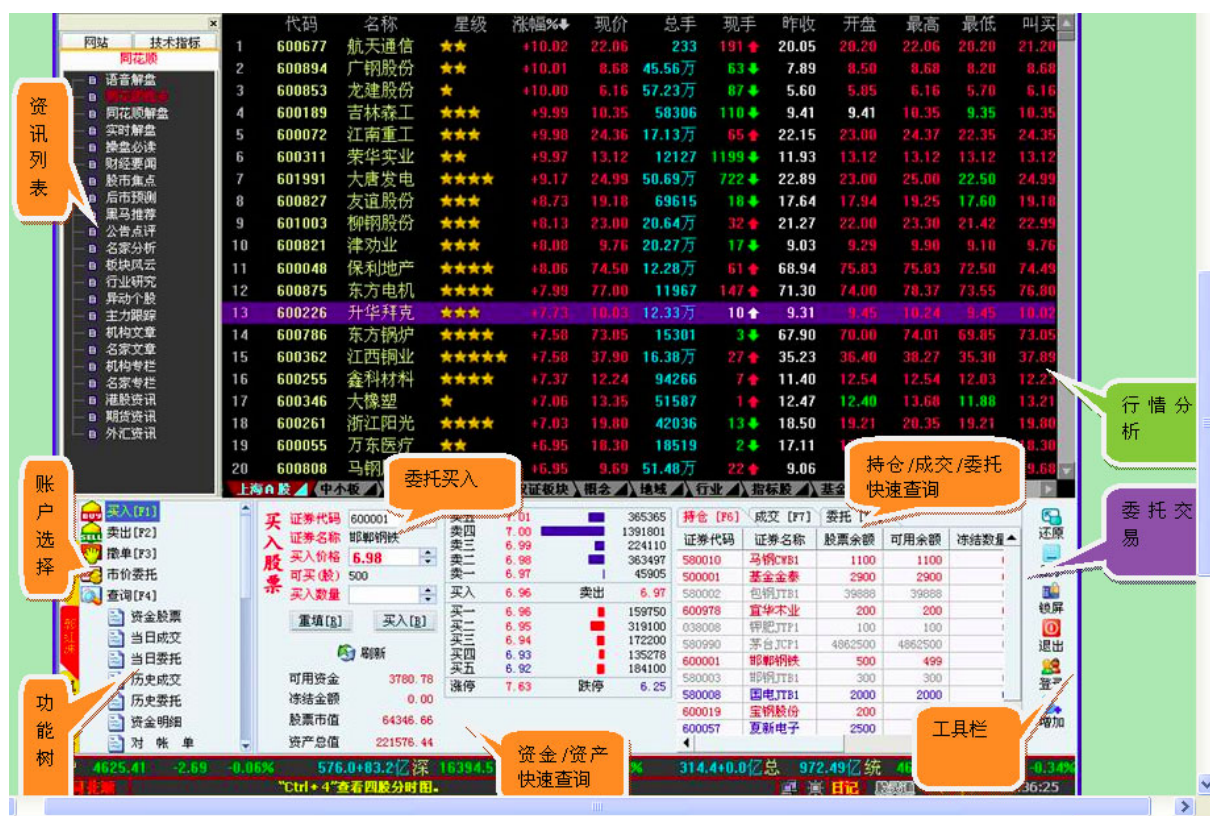 代码 名称 星级 涨幅%↓ 现价 总手 现手 昨收 开盘 最高 最低 叫买
网站 技术指标
同花顺
语音解盘
同花顺解盘
实时解盘
操盘必读
财经要闻
股市焦点
后市预测
黑马推荐
公告点评
名家分析
板块风云
行业研究
异动个股
主力跟踪
机构文章
名家文章
机构专栏
名家专栏
港股资讯
期货资讯
外汇资讯
资讯列表
1 600677 航天通信 ★★ +10.02 22.06 233 191 20.05 20.20 22.06 20.20 21.20
2 600894 广钢股份 ★★ +10.01 8.68 45.56万 63 7.89 8.50 8.68 8.20 8.68
3 600853 龙建股份 ★ +10.00 6.16 57.23万 87 5.60 5.85 6.16 5.70 6.16
4 600189 吉林森工 ★★★ +9.99 10.35 58306 110 9.41 9.41 10.35 9.35 10.35
5 600072 江南重工 ★★★ +9.98 24.36 17.13万 65 22.15 23.00 24.37 22.35 24.35
6 600311 荣华实业 ★★ +9.97 13.12 12127 1199 11.93 13.12 13.12 13.12 13.12
7 601991 大唐发电 ★★★★ +9.17 24.99 50.69万 722 22.89 23.00 25.00 22.50 24.99
8 600827 友谊股份 ★★★ +8.73 19.18 69615 18 17.64 17.94 19.25 17.60 19.18
9 601003 柳钢股份 ★★★ +8.13 23.00 20.64万 32 21.27 22.00 23.30 21.42 22.99
10 600821 津劝业 ★★★ +8.08 9.76 20.27万 17 9.03 9.29 9.90 9.10 9.76
11 600048 保利地产 ★★★★ +8.06 74.50 12.28万 61 68.94 75.83 75.83 72.50 74.49
12 600875 东方电机 ★★★★ +7.99 77.00 11967 147 71.30 74.00 78.37 73.55 76.80
13 600226 升华拜克 ★★★★ +7.73 10.03 12.33万 10 9.31 9.45 10.24 9.45 10.02
14 600786 东方锅炉 ★★★★ +7.58 73.05 15301 3 67.90 70.00 74.01 69.85 73.05
15 600362 江西铜业 ★★★★★ +7.58 37.90 16.38万 27 35.23 36.40 38.27 35.30 37.89
16 600255 鑫科材料 ★★★★ +7.37 12.24 94266 7 11.40 12.54 12.54 12.03 12.23
17 600346 大橡塑 ★ +7.06 13.35 51587 1 12.47 12.40 13.68 11.88 13.21
18 600261 浙江阳光 ★★★★ +7.03 19.80 42036 13 18.50 19.21 20.35 19.21 19.80
19 600055 万东医疗 ★★ +6.95 18.30 18519 2 17.11 18.30
20 600808 马钢 +6.95 9.69 51.48万 22 9.06 9.68
行情分析
上海A股 中小板 权证板块 概念 地域 行业 指标股 基金
委托买入
持仓/成交/委托快速查询
委托交易
账户选择
买入[F1]
卖出[F2]
撤单[F3]
市价委托
查询[F4]
资金股票
当日成交
当日委托
历史成交
历史委托
资金明细
对 帐 单
功能树
买入股票
证券代码 600001
证券名称 邯郸钢铁
买入价格 6.98
可买(股) 500
买入数量
重填[R] 买入[B]
刷新
可用资金 3780.78
冻结金额 0.00
股票市值 64346.66
资产总值 221576.44
卖五 7.01 365365
卖四 7.00 1391801
卖三 6.99 224110
卖二 6.98 363497
卖一 6.97 45905
买入 6.96 卖出 6.97
买一 6.96 159750
买二 6.95 319100
买三 6.94 172200
买四 6.93 135278
买五 6.92 184100
涨停 7.63 跌停 6.25
资金/资产快速查询
持仓 [F6] 成交 [F7] 委托 [
证券代码 证券名称 股票余额 可用余额 冻结数量
580010 马钢CWB1 1100 1100
500001 基金金泰 2900 2900
580002 包钢JTB1 39888 39888
600978 宜华木业 200 200
038008 钾肥JTP1 100 100
580990 茅台JCP1 4862500 4862500
600001 邯郸钢铁 500 499
580003 邯钢JTB1 300 300
580008 国电JTB1 2000 2000
600019 宝钢股份 200
600057 夏新电子 2500
还原
锁屏
退出
登录
增加
工具栏
4625.41 -2.69 -0.06% 576.0+83.2亿 深 16394.5 % 314.4+0.0亿 总 972.49亿 统 -0.34%
"Ctrl + 4"查看四股分时图。 日记 :36:25